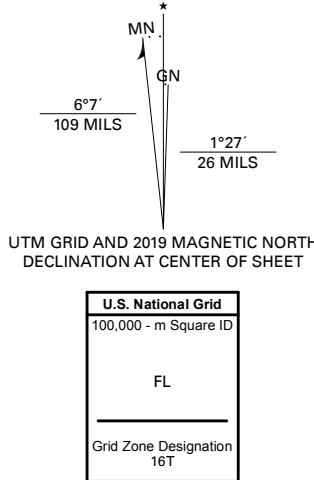 MN
GN
6°7´
109 MILS
1°27´
26 MILS
UTM GRID AND 2019 MAGNETIC NORTH
DECLINATION AT CENTER OF SHEET
U.S. National Grid
100,000 - m Square ID
FL
Grid Zone Designation
16T